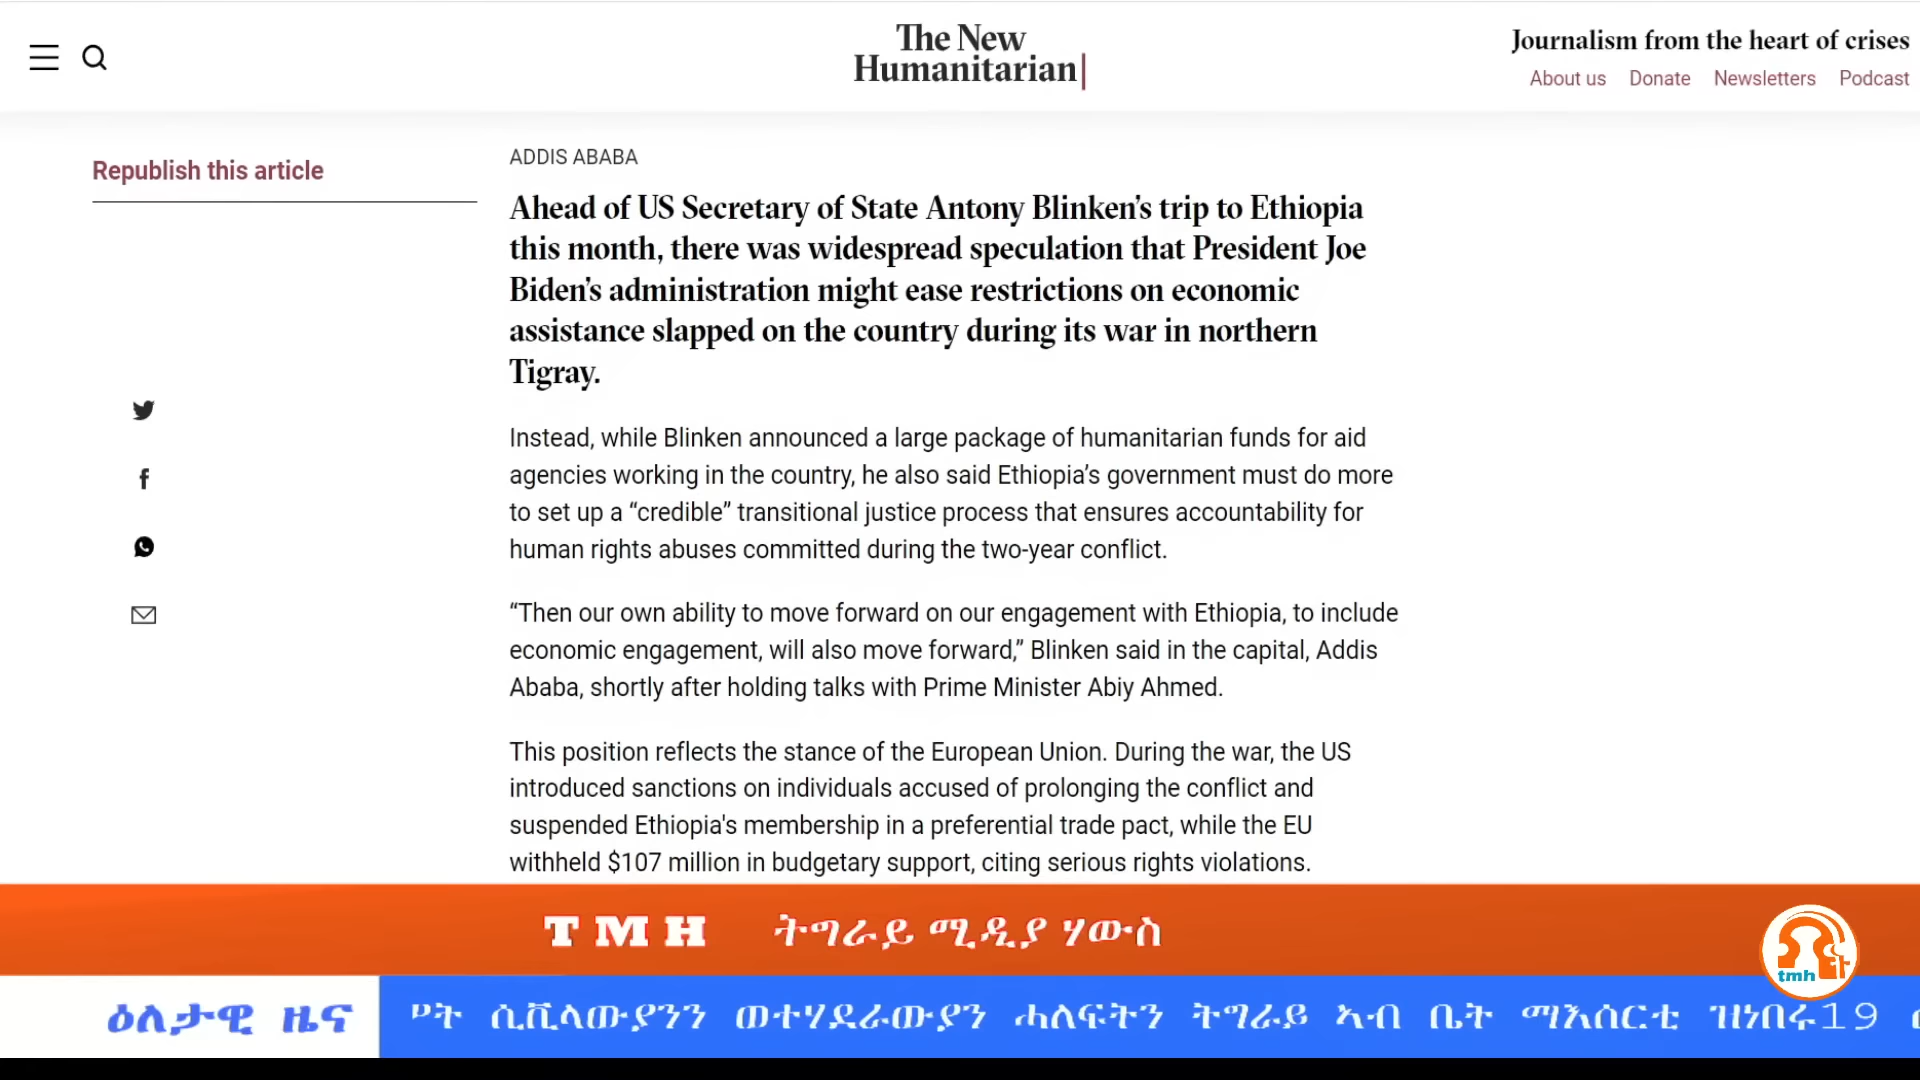 The New
Humanitarian
Journalism from the heart of crises
About us Donate Newsletters Podcast
Republish this article
ADDIS ABABA
Ahead of US Secretary of State Antony Blinken’s trip to Ethiopia
this month, there was widespread speculation that President Joe
Biden’s administration might ease restrictions on economic
assistance slapped on the country during its war in northern
Tigray.
Instead, while Blinken announced a large package of humanitarian funds for aid
agencies working in the country, he also said Ethiopia’s government must do more
to set up a “credible” transitional justice process that ensures accountability for
human rights abuses committed during the two-year conflict.
“Then our own ability to move forward on our engagement with Ethiopia, to include
economic engagement, will also move forward,” Blinken said in the capital, Addis
Ababa, shortly after holding talks with Prime Minister Abiy Ahmed.
This position reflects the stance of the European Union. During the war, the US
introduced sanctions on individuals accused of prolonging the conflict and
suspended Ethiopia's membership in a preferential trade pact, while the EU
withheld $107 million in budgetary support, citing serious rights violations.
TMH ትግራይ ሚዲያ ሃውስ
tmh
ዕለታዊ ዜና
ሲቪላውያንን ወተሃደራውያን ሓለፍትን ትግራይ ኣብ ቤት ማእሰርቲ ዝነበሩ19